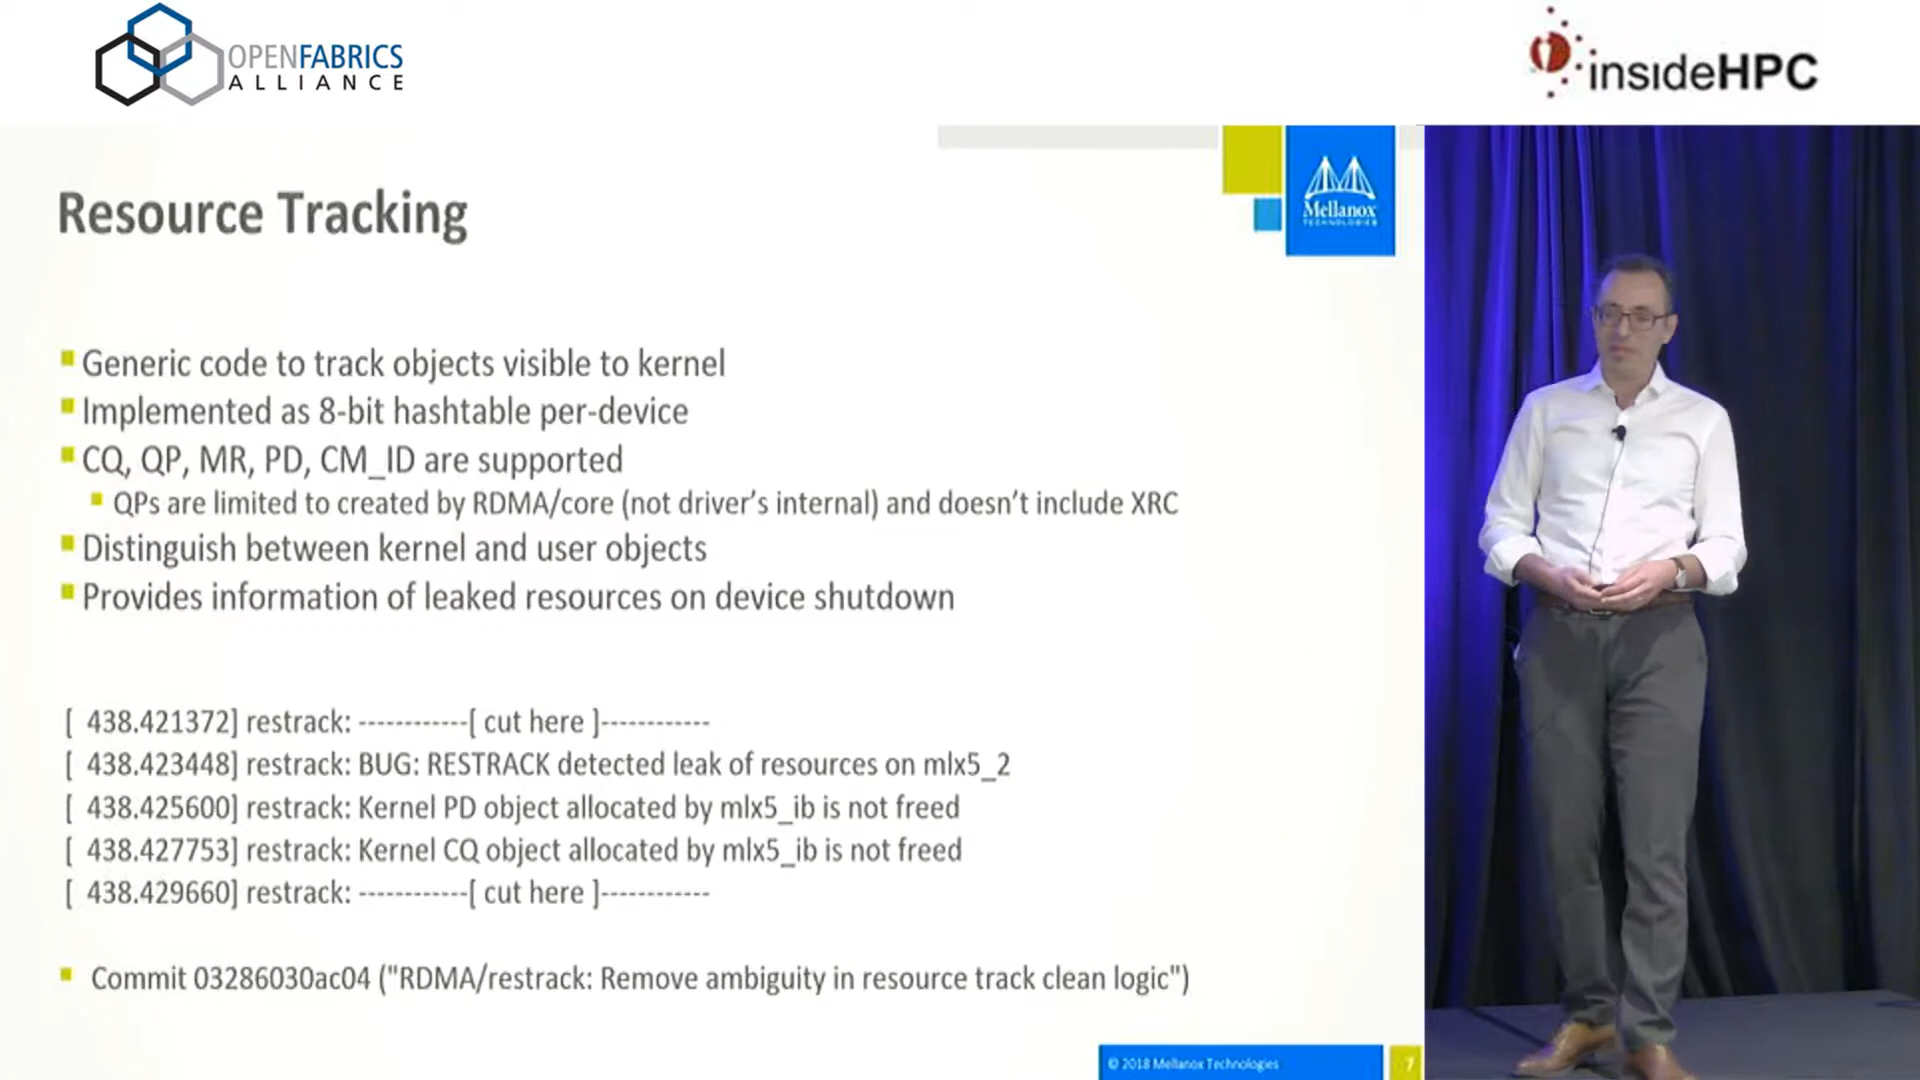 OPENFABRICS
ALLIANCE
insideHPC
Mellanox
TECHNOLOGIES
Resource Tracking
Generic code to track objects visible to kernel
Implemented as 8-bit hashtable per-device
CQ, QP, MR, PD, CM_ID are supported
QPs are limited to created by RDMA/core (not driver’s internal) and doesn’t include XRC
Distinguish between kernel and user objects
Provides information of leaked resources on device shutdown
[ 438.421372] restrack: ------------[ cut here ]------------
[ 438.423448] restrack: BUG: RESTRACK detected leak of resources on mlx5_2
[ 438.425600] restrack: Kernel PD object allocated by mlx5_ib is not freed
[ 438.427753] restrack: Kernel CQ object allocated by mlx5_ib is not freed
[ 438.429660] restrack: ------------[ cut here ]------------
Commit 03286030ac04 ("RDMA/restrack: Remove ambiguity in resource track clean logic")
© 2018 Mellanox Technologies
7